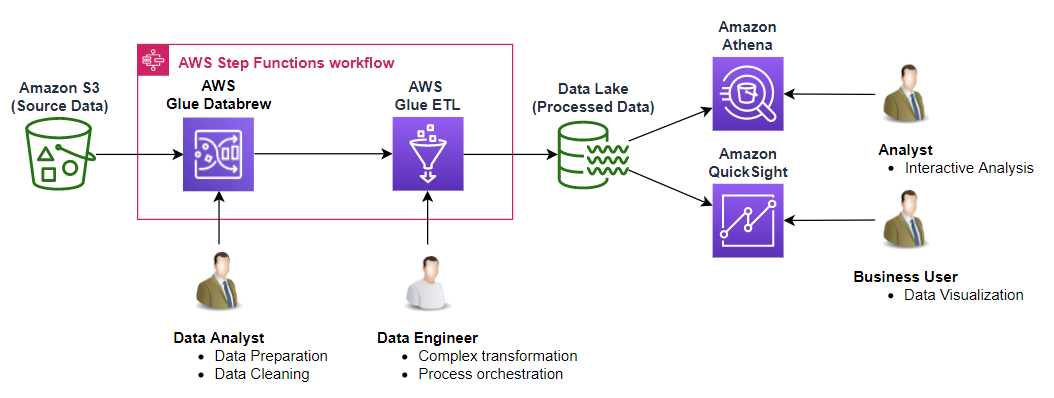 Amazon S3
(Source Data)
AWS Step Functions workflow
AWS
Glue Databrew
AWS
Glue ETL
Data Lake
(Processed Data)
Amazon
Athena
Amazon
QuickSight
Analyst
• Interactive Analysis
Business User
• Data Visualization
Data Analyst
• Data Preparation
• Data Cleaning
Data Engineer
• Complex transformation
• Process orchestration